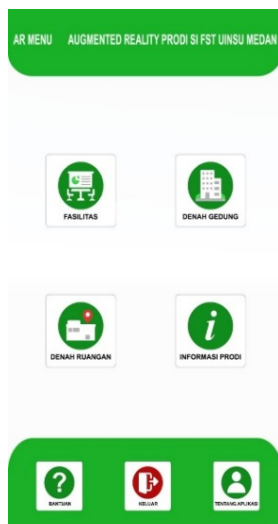 AR MENU AUGMENTED REALITY PRODI SI FST UINSU MEDAN
FASILITAS DENAH GEDUNG
DENAH RUANGAN INFORMASI PRODI
BANTUAN KELUAR TENTANG APLIKASI